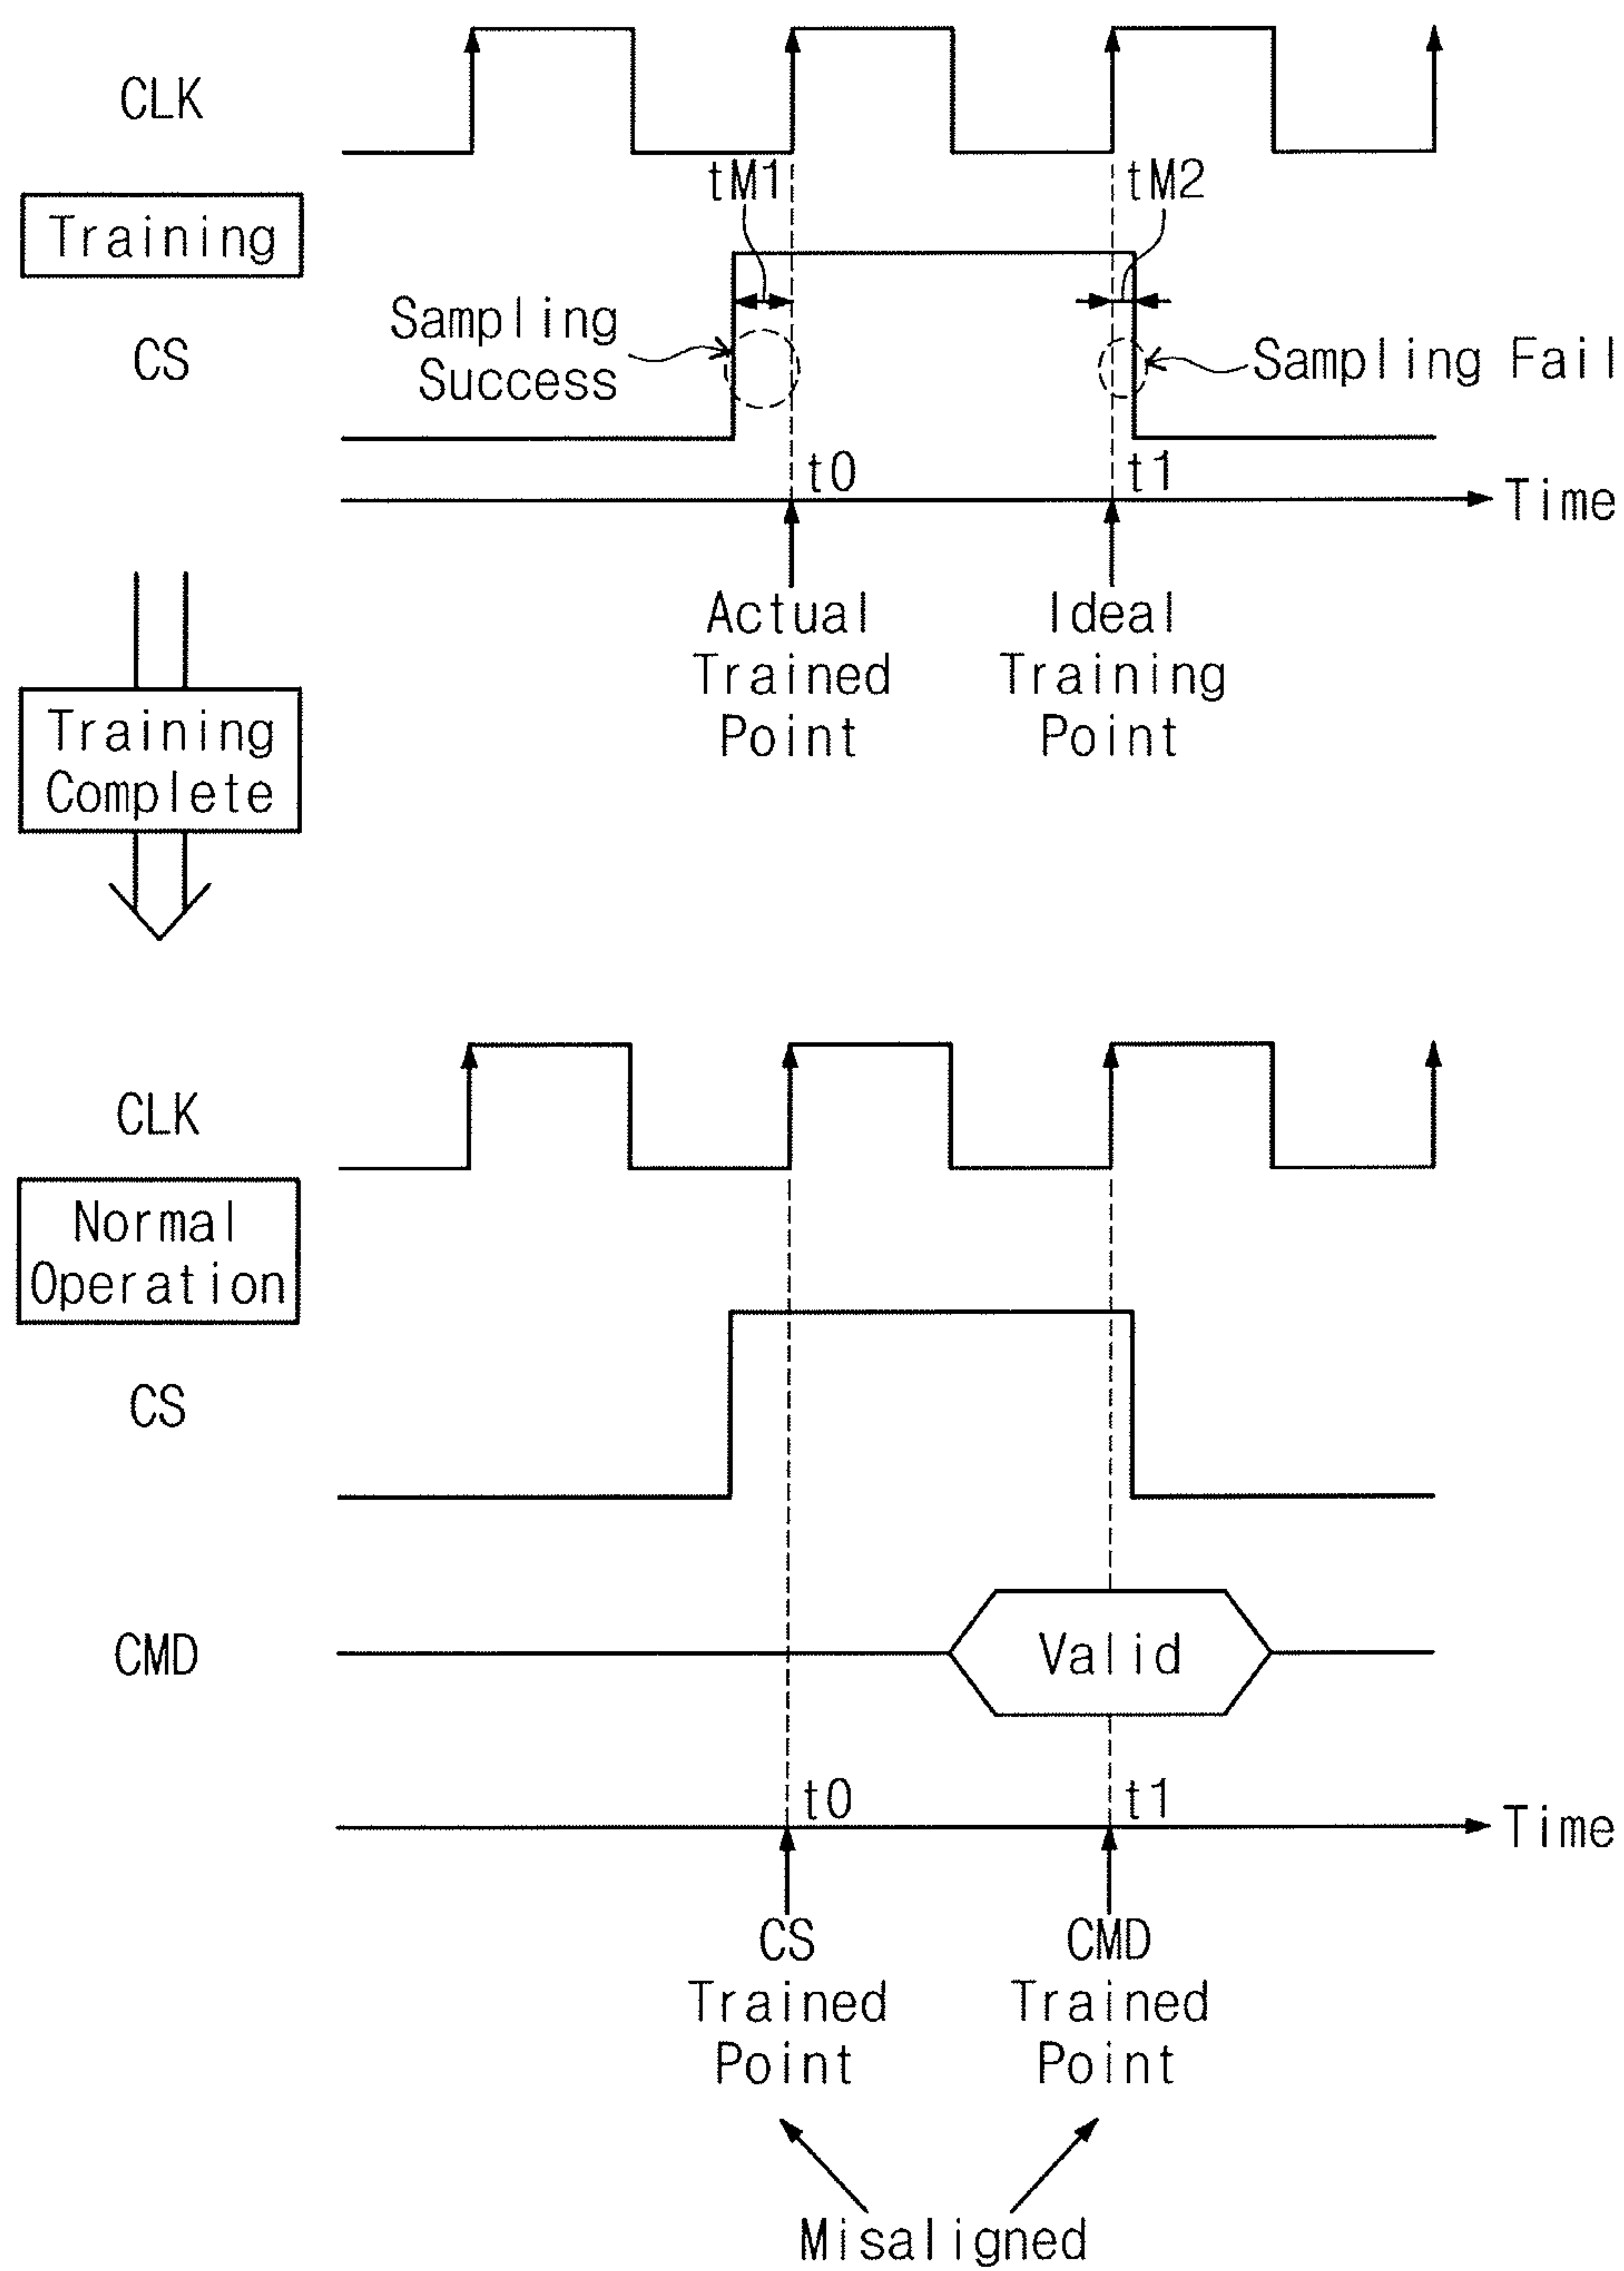 CLK
tM1
tM2
Training
Sampling
Success
CS
Sampling Fail
t0
t1
Time
Actual
Trained
Point
Ideal
Training
Point
Training
Complete
CLK
Normal
Operation
CS
CMD
Valid
t0
t1
Time
CS
Trained
Point
CMD
Trained
Point
Misaligned